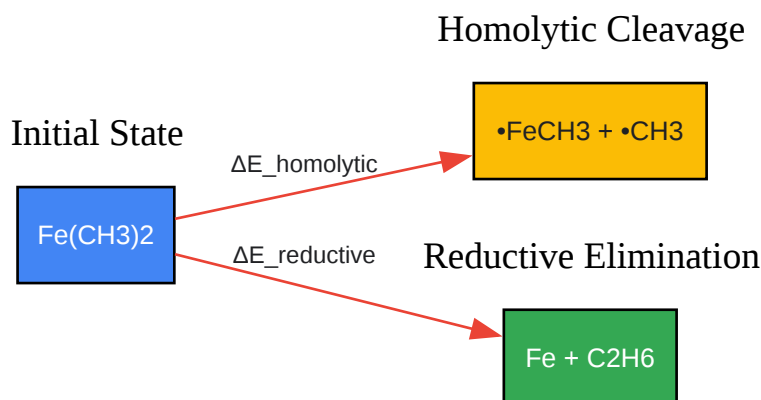 Homolytic Cleavage
•FeCH3 + •CH3
Initial State
ΔE_homolytic
Fe(CH3)2
ΔE_reductive
Reductive Elimination
Fe + C2H6